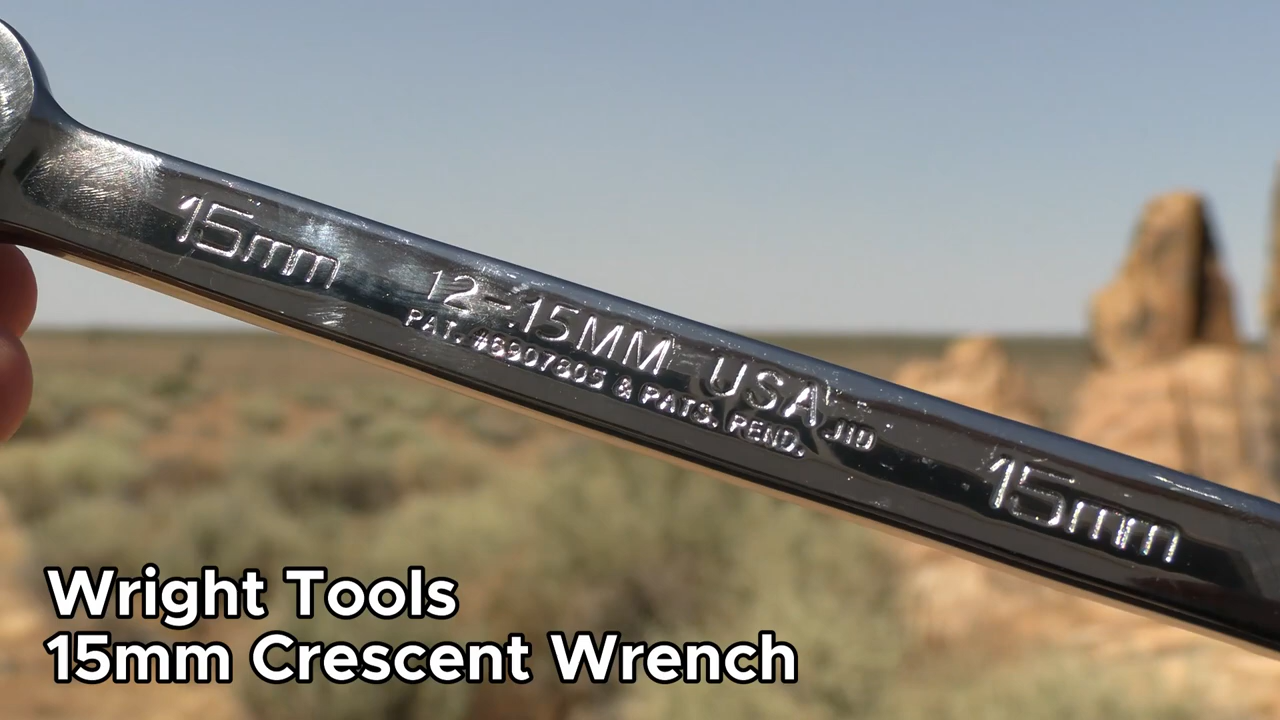 15mm
12-15MM USA JID
PAT. #6907805 & PATS. PEND.
15mm
Wright Tools
15mm Crescent Wrench